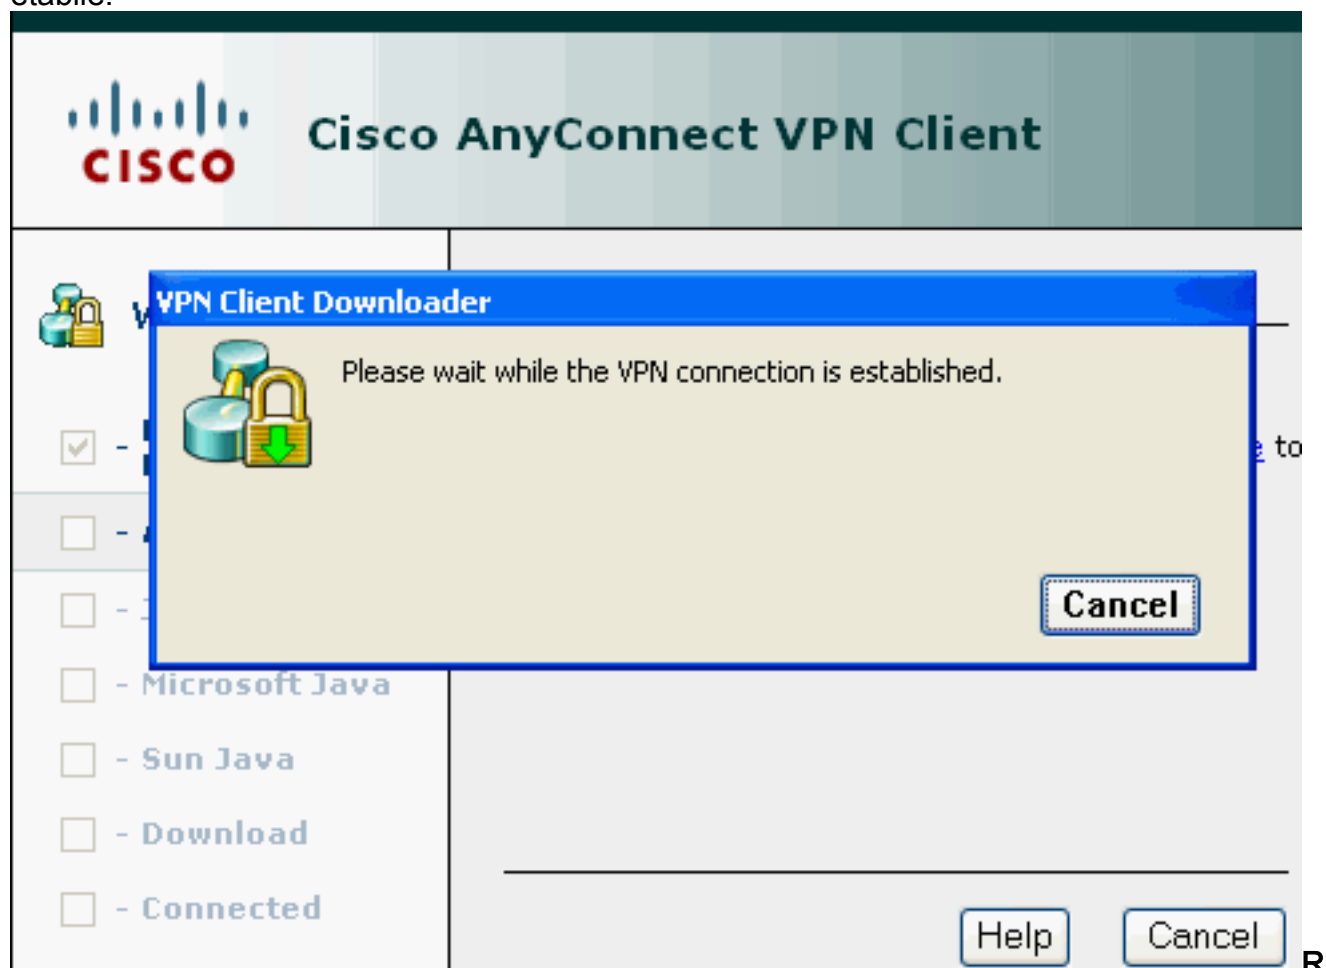 CISCO
Cisco AnyConnect VPN Client
VPN Client Downloader
Please wait while the VPN connection is established.
to
Cancel
- Microsoft Java
- Sun Java
- Download
- Connected
Help
Cancel
R